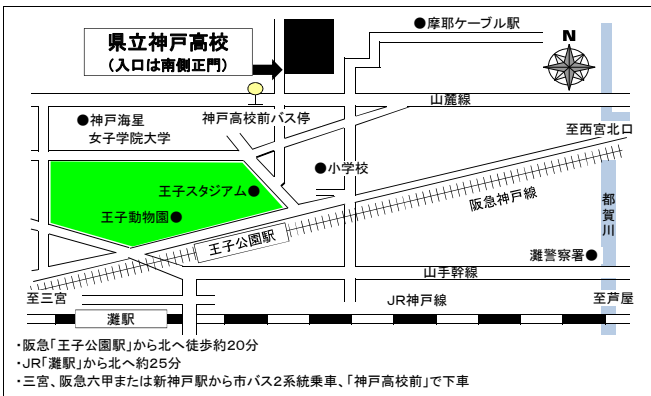 県立神戸高校
(入口は南側正門)
●摩耶ケーブル駅
N
山麓線
●神戸海星
女子学院大学
神戸高校前バス停
至西宮北口
●小学校
王子スタジアム●
王子動物園●
阪急神戸線
都賀川
王子公園駅
灘警察署●
山手幹線
至三宮
JR神戸線
至芦屋
灘駅
・阪急「王子公園駅」から北へ徒歩約20分
・JR「灘駅」から北へ約25分
・三宮、阪急六甲または新神戸駅から市バス2系統乗車、「神戸高校前」で下車